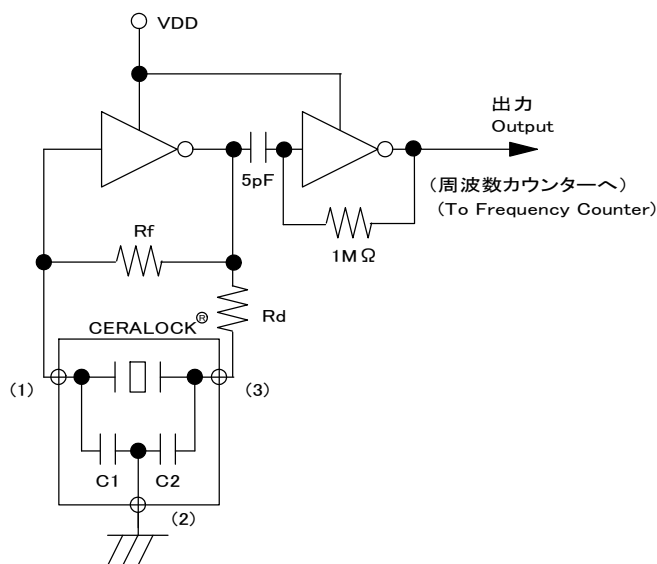 VDD
出力
Output
5pF
(周波数カウンターへ)
(To Frequency Counter)
Rf
1MΩ
Rd
CERALOCK®
(1)
(3)
C1
C2
(2)